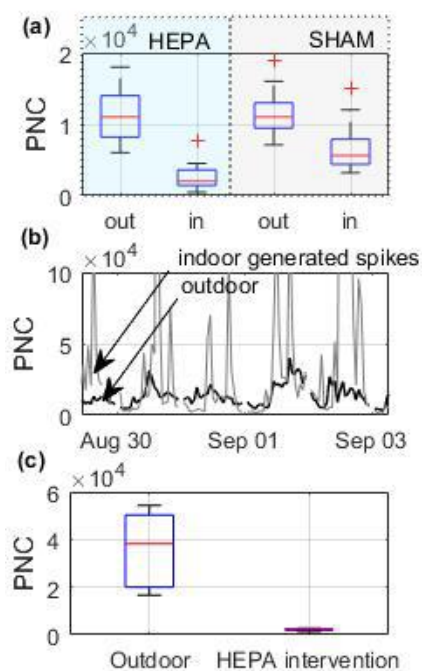 (a)
× 10⁴
HEPA
SHAM
2
1
0
PNC
out
in
out
in
(b)
× 10⁴
indoor generated spikes
outdoor
10
5
0
PNC
Aug 30
Sep 01
Sep 03
(c)
× 10⁴
6
4
2
0
PNC
Outdoor
HEPA intervention